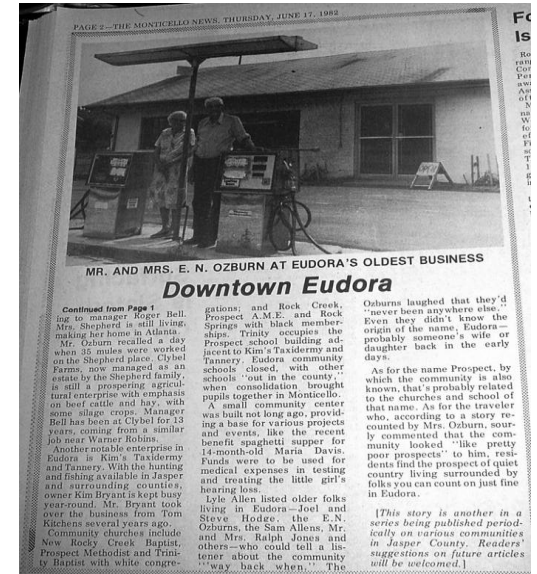 PAGE 2—THE MONTICELLO NEWS, THURSDAY, JUNE 17, 1982
MR. AND MRS. E. N. OZBURN AT EUDORA'S OLDEST BUSINESS
Downtown Eudora
Continued from Page 1
ing to manager Roger Bell.
Mrs. Shepherd is still living,
making her home in Atlanta.
Mr. Ozburn recalled a day
when 35 mules were worked
on the Shepherd place. Clybel
Farms, now managed as an
estate by the Shepherd family,
is still a prospering agricul-
tural enterprise with emphasis
on beef cattle and hay, with
some silage crops. Manager
Bell has been at Clybel for 13
years, coming from a similar
job near Warner Robins.
Another notable enterprise in
Eudora is Kim's Taxidermy
and Tannery. With the hunting
and fishing available in Jasper
and surrounding counties,
owner Kim Bryant is kept busy
year-round. Mr. Bryant took
over the business from Tom
Kitchens several years ago.
Community churches include
New Rocky Creek Baptist,
Prospect Methodist and Trini-
ty Baptist with white congre-
gations; and Rock Creek,
Prospect A.M.E. and Rock
Springs with black member-
ships. Trinity occupies the
Prospect school building ad-
jacent to Kim's Taxidermy and
Tannery. Eudora community
schools closed, with other
schools "out in the county,"
when consolidation brought
pupils together in Monticello.
A small community center
was built not long ago, provid-
ing a base for various projects
and events, like the recent
benefit spaghetti supper for
14-month-old Maria Davis.
Funds were to be used for
medical expenses in testing
and treating the little girl's
hearing loss.
Lyle Allen listed older folks
living in Eudora—Joel and
Steve Hodge, the E.N.
Ozburns, the Sam Allens, Mr.
and Mrs. Ralph Jones and
others—who could tell a lis-
tener about the community
"'way back when." The
Ozburns laughed that they'd
"never been anywhere else."
Even they didn't know the
origin of the name, Eudora—
probably someone's wife or
daughter back in the early
days.
As for the name Prospect, by
which the community is also
known, that's probably related
to the churches and school of
that name. As for the traveler
who, according to a story re-
counted by Mrs. Ozburn, sour-
ly commented that the com-
munity looked "like pretty
poor prospects" to him, resi-
dents find the prospect of quiet
country living surrounded by
folks you can count on just fine
in Eudora.
[This story is another in a
series being published period-
ically on various communities
in Jasper County. Readers'
suggestions on future articles
will be welcomed.]